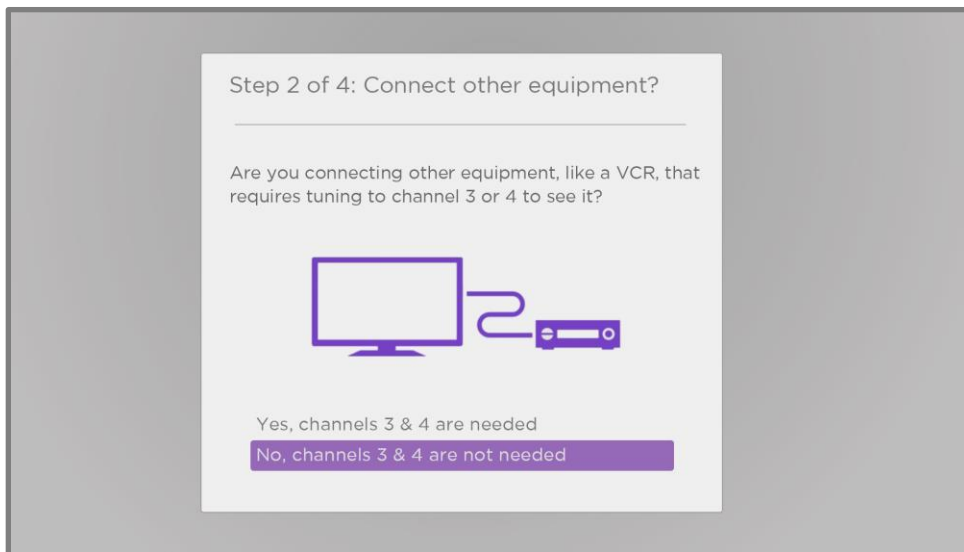 Step 2 of 4: Connect other equipment?
Are you connecting other equipment, like a VCR, that
requires tuning to channel 3 or 4 to see it?
Yes, channels 3 & 4 are needed
No, channels 3 & 4 are not needed